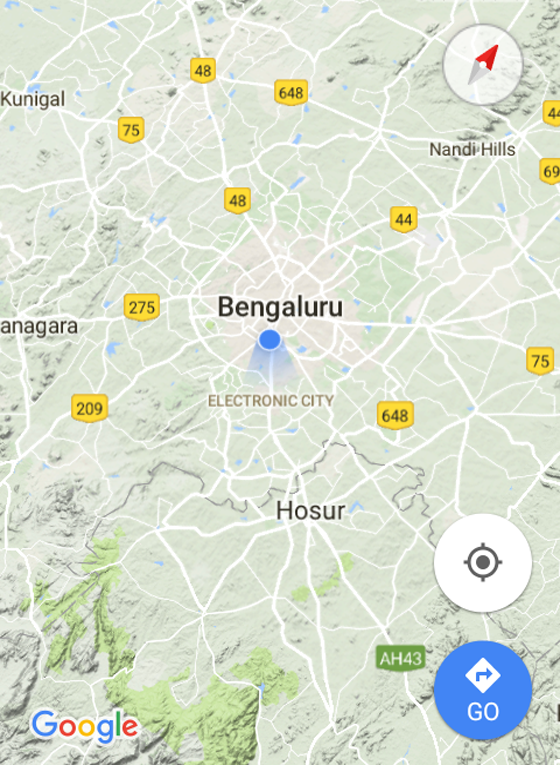 48
648
Kunigal
44
75
Nandi Hills
69
48
44
275
Bengaluru
anagara
75
ELECTRONIC CITY
209
648
Hosur
AH43
GO
Google